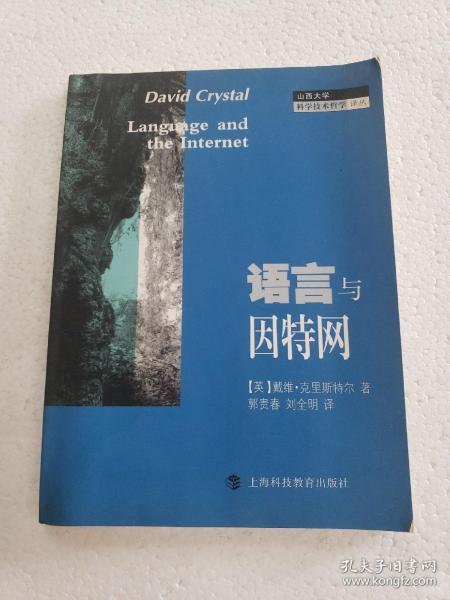 David Crystal
Language and
the Internet
山西大学
科学技术哲学 译丛
语言与
因特网
【英】戴维·克里斯特尔 著
郭贵春 刘全明 译
上海科技教育出版社
孔夫子旧书网
www.kongfz.com